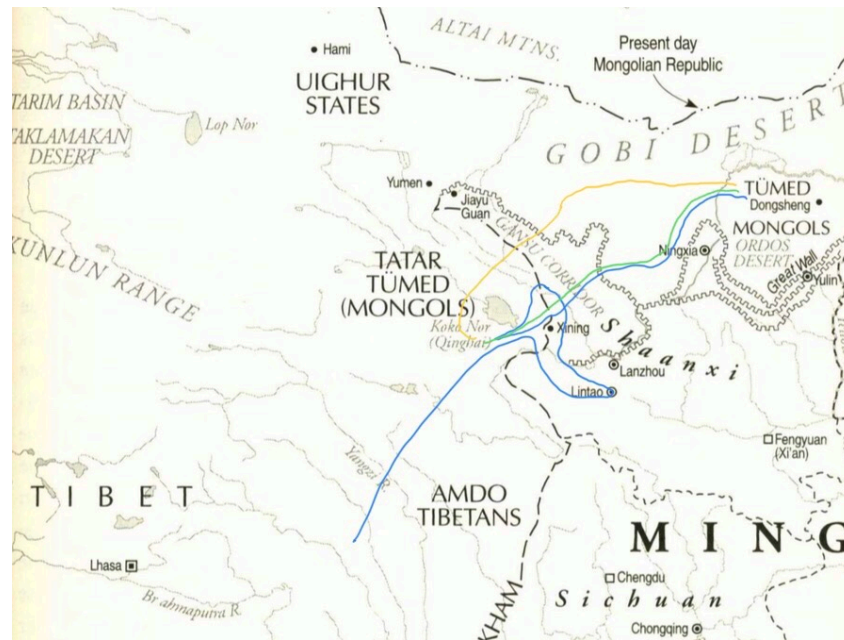 ALTAI MTNS.
Present day
Mongolian Republic
Hami
UIGHUR
STATES
TARIM BASIN
TAKLAMAKAN
DESERT
Lop Nor
GOBI DESERT
Yumen
Jiayu
Guan
TÜMED
Dongsheng
MONGOLS
ORDOS
DESERT
GANSU CORRIDOR
Ningxia
Great Wall
Yulin
KUNLUN RANGE
TATAR
TÜMED
(MONGOLS)
Koko Nor
(Qinghai)
Xining
Shaanxi
Lanzhou
Lintao
Fengyuan
(Xi'an)
Yangzi R.
TIBET
AMDO
TIBETANS
MING
Lhasa
Brahmaputra R.
KHAM
Chengdu
Sichuan
Chongqing